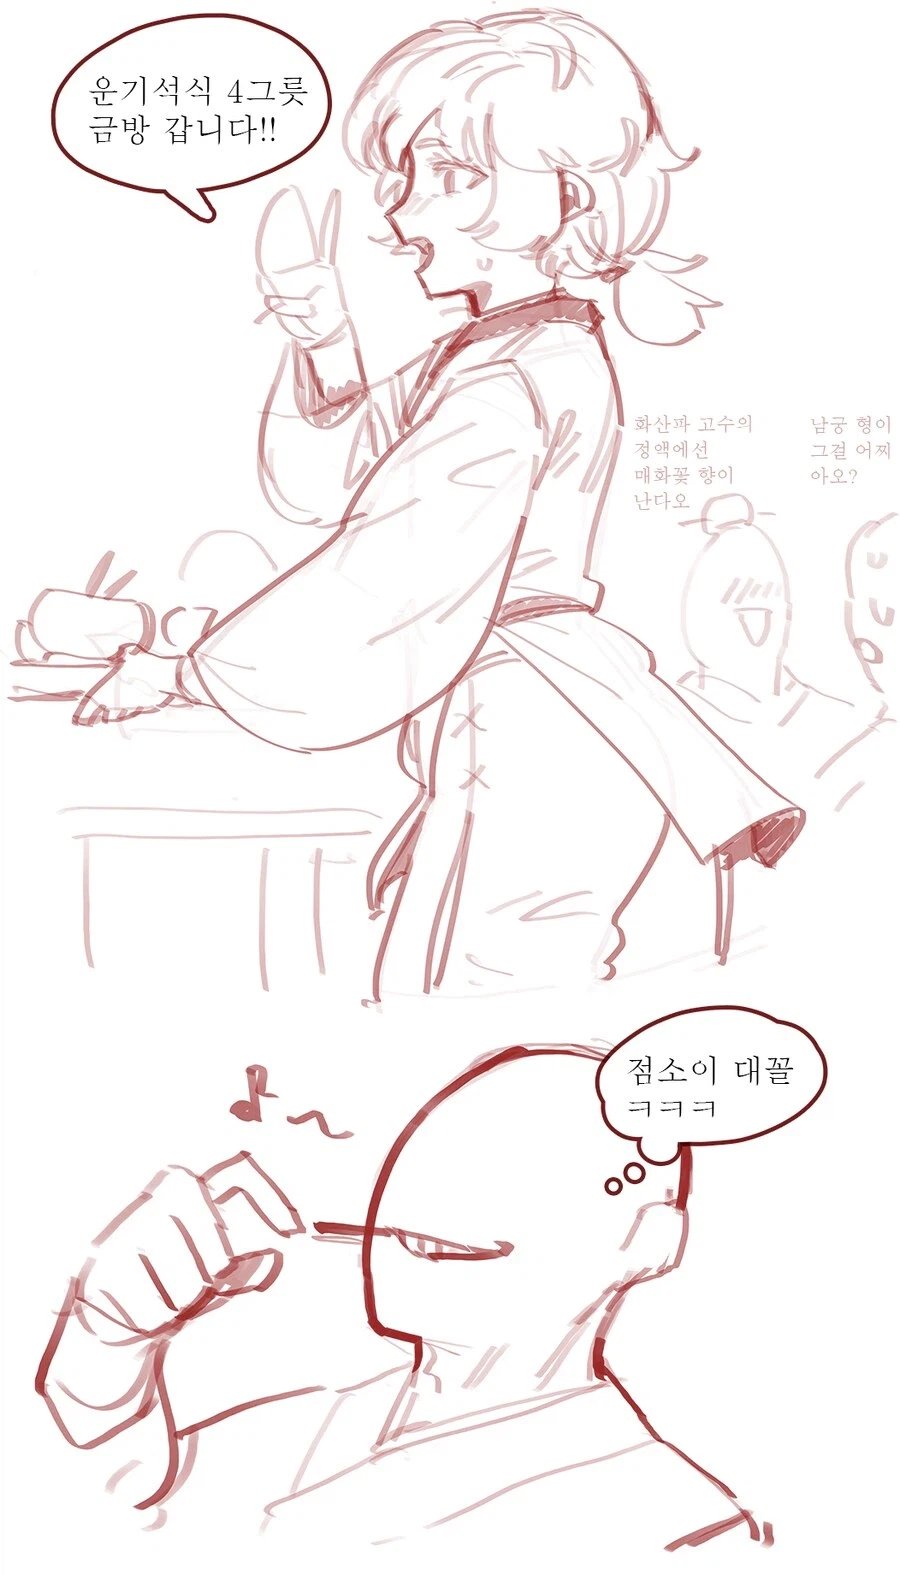 운기석식 4그릇
금방 갑니다!!
화산파 고수의
정액에선
매화꽃 향이
난다오
남궁 형이
그걸 어찌
아오?
점소이 대꼴
ㅋㅋㅋ